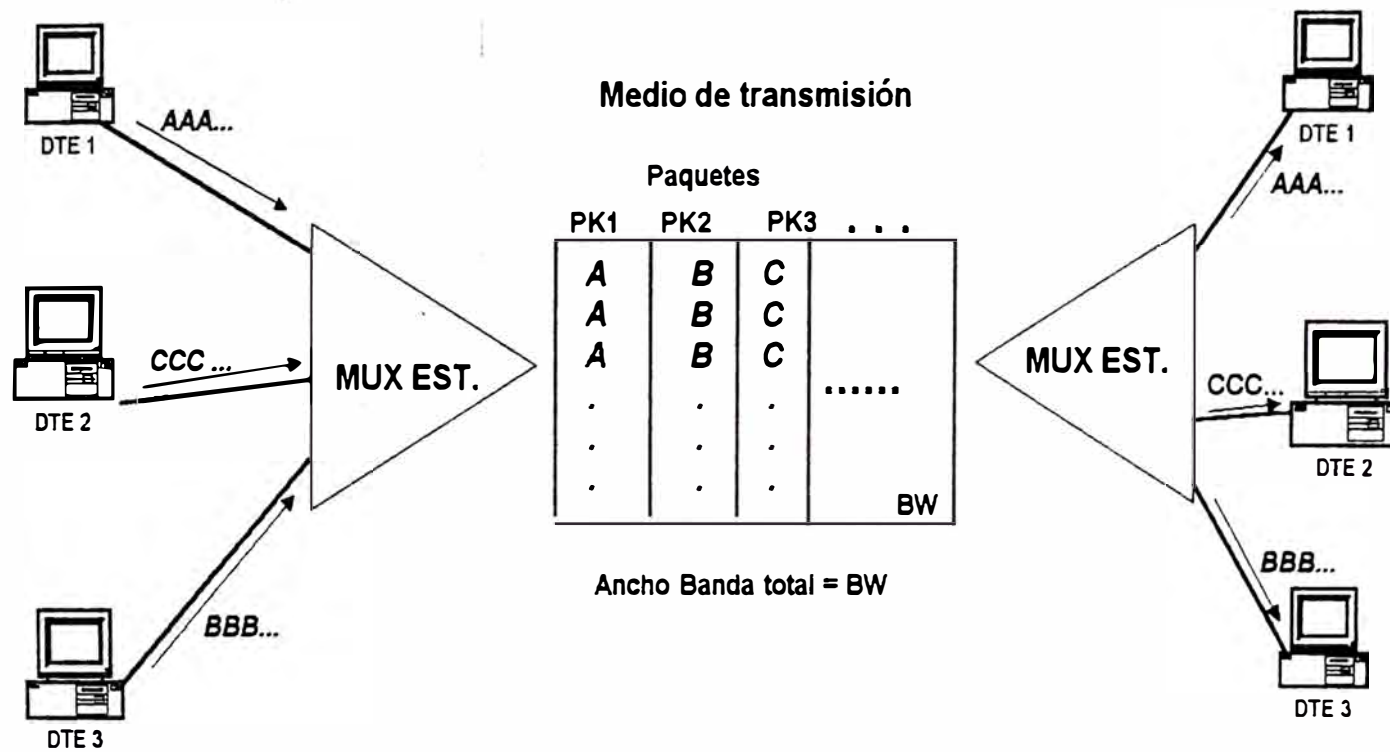 DTE 1
AAA...
MUX EST.
CCC ...
DTE 2
BBB...
DTE 3
Medio de transmisión
Paquetes
PK1 PK2 PK3 . . .
A B C
A B C
A B C
......
. . .
. . .
. . .
BW
Ancho Banda total = BW
DTE 1
AAA...
MUX EST.
CCC...
DTE 2
BBB...
DTE 3